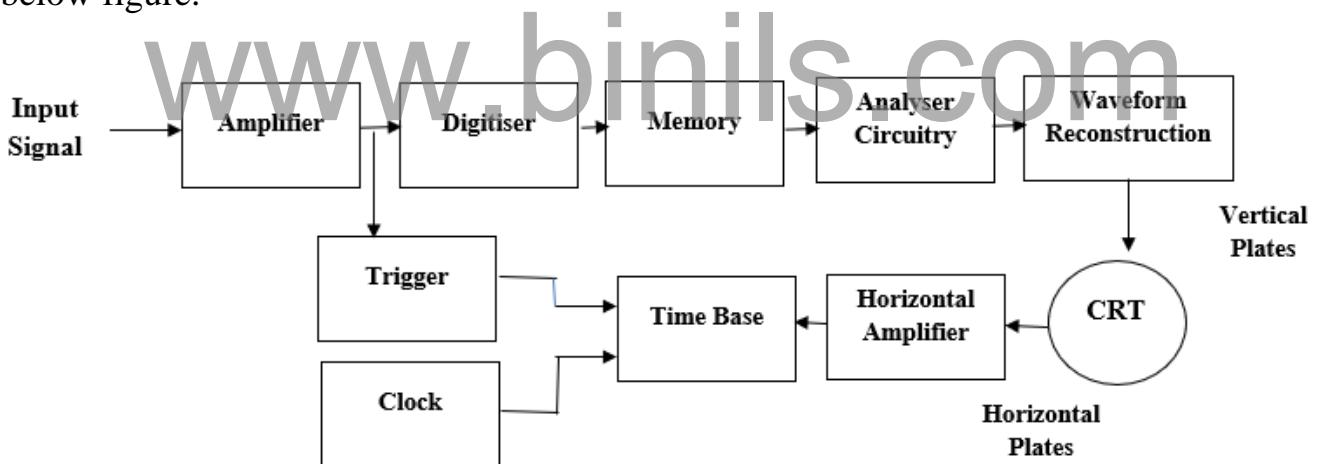 below figure.
www.binils.com
Input
Signal
Amplifier
Digitiser
Memory
Analyser
Circuitry
Waveform
Reconstruction
Vertical
Plates
Trigger
Time Base
Horizontal
Amplifier
CRT
Clock
Horizontal
Plates